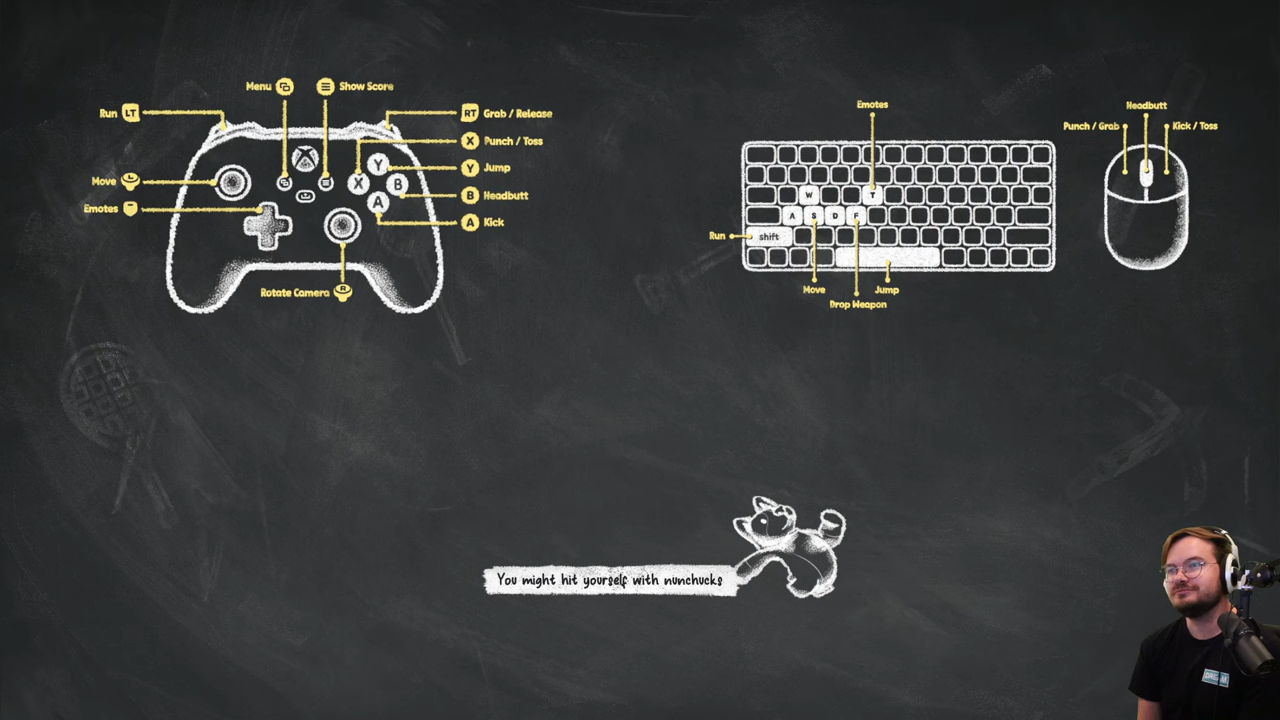 Menu
Show Score
Run LT
RT Grab / Release
X Punch / Toss
Move L
Y Jump
Emotes
B Headbutt
A Kick
Y
X B
A
Rotate Camera R
Emotes
Headbutt
Punch / Grab
Kick / Toss
W T
A S D F
Run
shift
Move
Jump
Drop Weapon
You might hit yourself with nunchucks